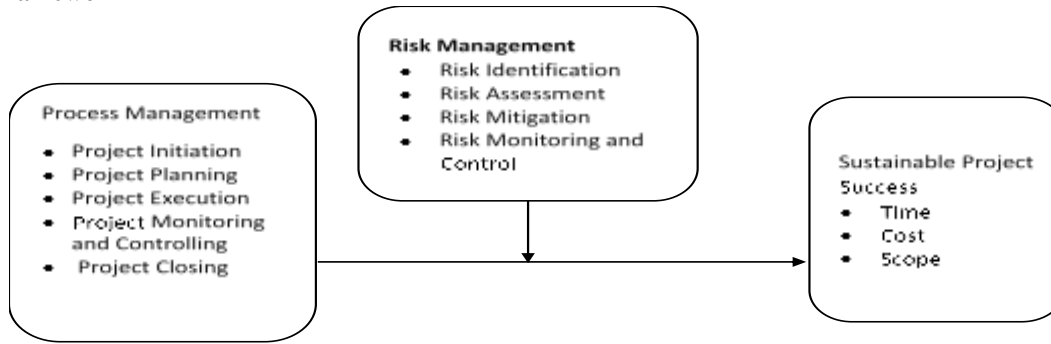 Risk Management
• Risk Identification
• Risk Assessment
• Risk Mitigation
• Risk Monitoring and
Control
Process Management
• Project Initiation
• Project Planning
• Project Execution
• Project Monitoring
and Controlling
• Project Closing
Sustainable Project
Success
• Time
• Cost
• Scope